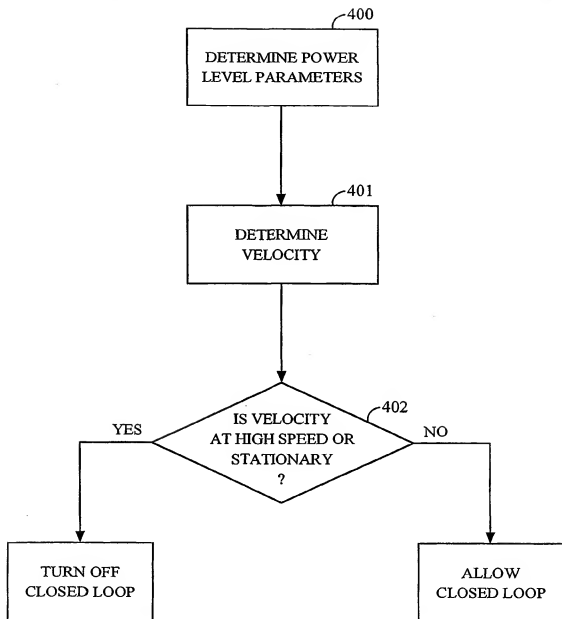 400
DETERMINE POWER
LEVEL PARAMETERS
401
DETERMINE
VELOCITY
402
IS VELOCITY
AT HIGH SPEED OR
STATIONARY
?
YES
NO
TURN OFF
CLOSED LOOP
ALLOW
CLOSED LOOP